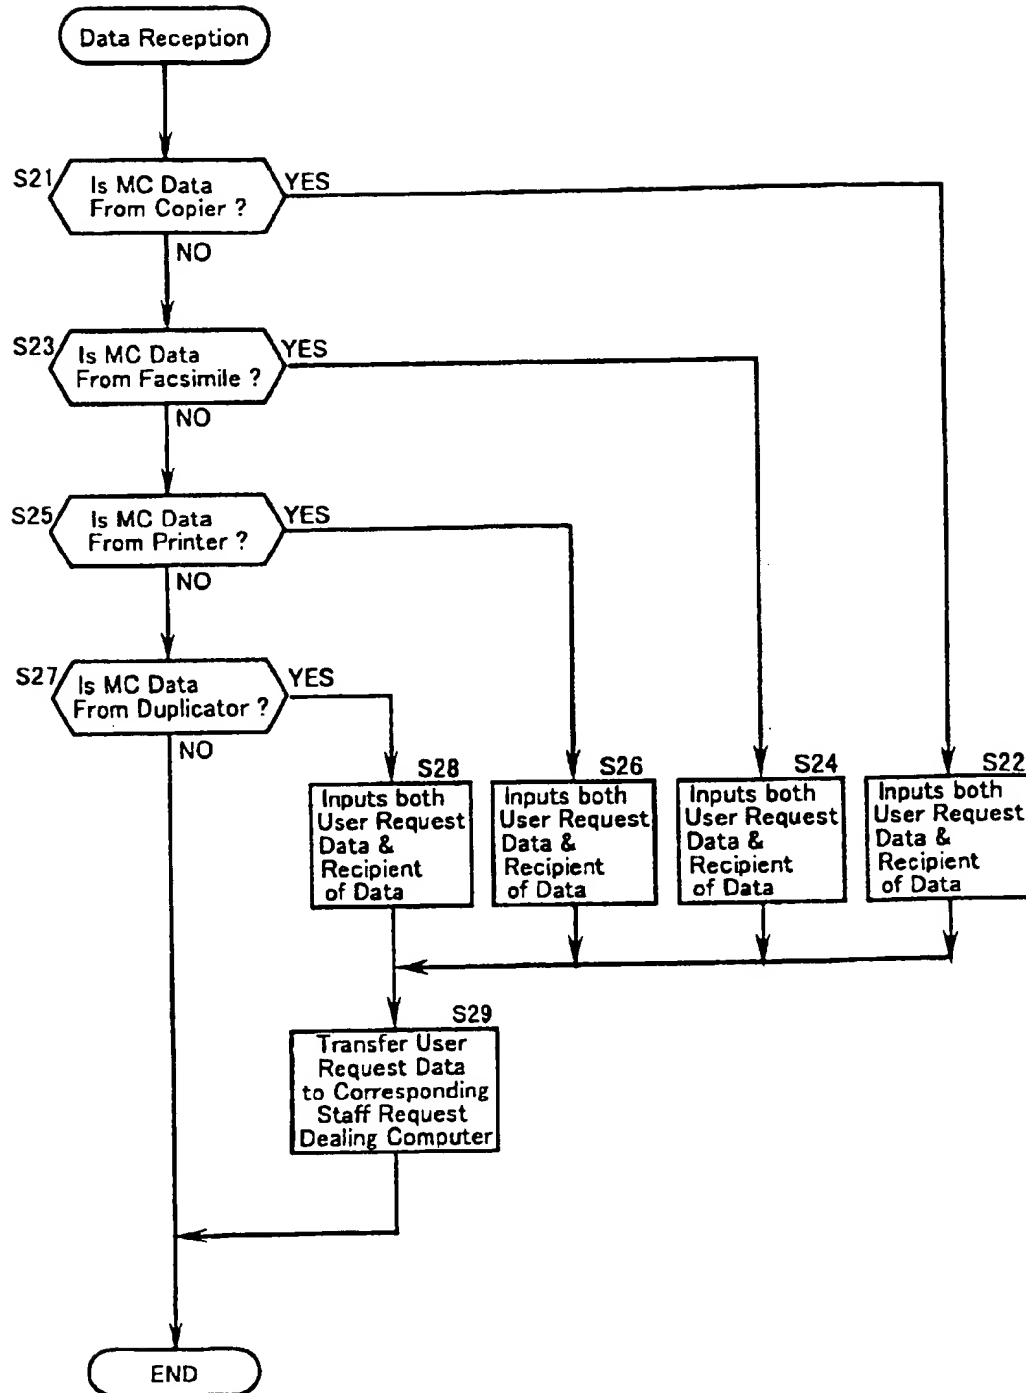 Data Reception
S21
Is MC Data
From Copier ?
YES
NO
S23
Is MC Data
From Facsimile ?
YES
NO
S25
Is MC Data
From Printer ?
YES
NO
S27
Is MC Data
From Duplicator ?
YES
NO
S28
Inputs both
User Request
Data &
Recipient
of Data
S26
Inputs both
User Request
Data &
Recipient
of Data
S24
Inputs both
User Request
Data &
Recipient
of Data
S22
Inputs both
User Request
Data &
Recipient
of Data
S29
Transfer User
Request Data
to Corresponding
Staff Request
Dealing Computer
END